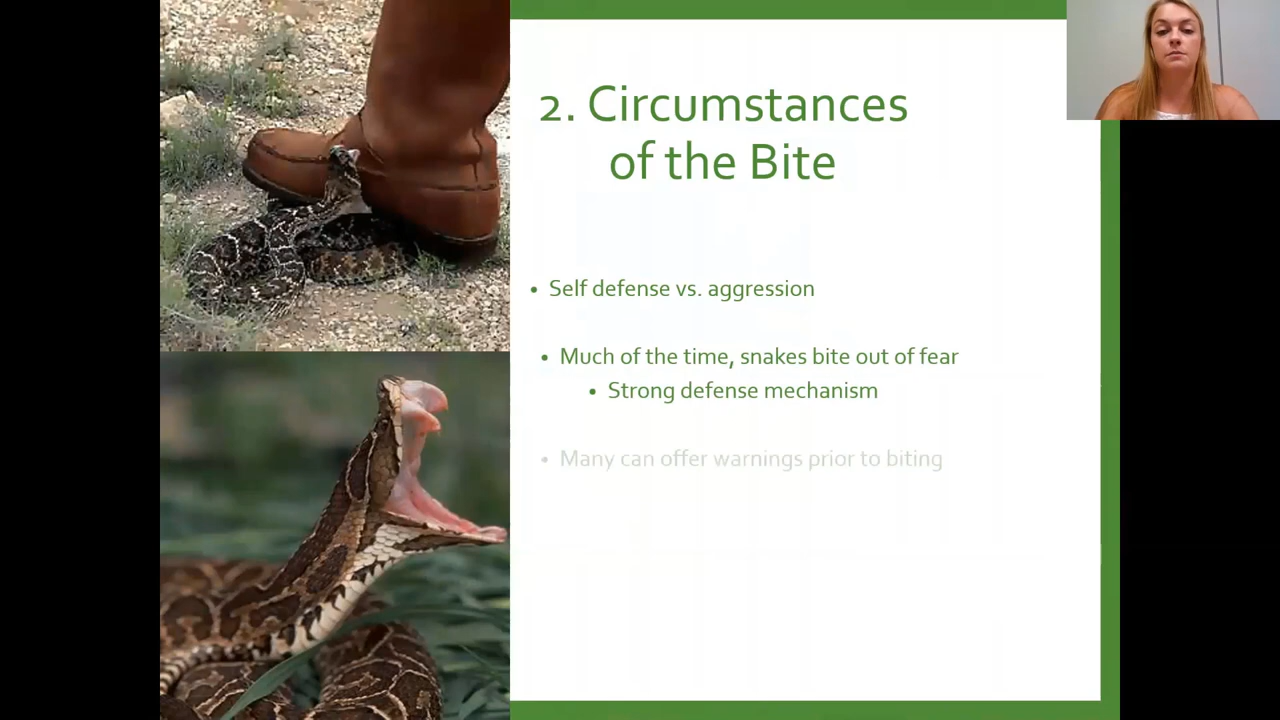 2. Circumstances
of the Bite
• Self defense vs. aggression
• Much of the time, snakes bite out of fear
• Strong defense mechanism
• Many can offer warnings prior to biting